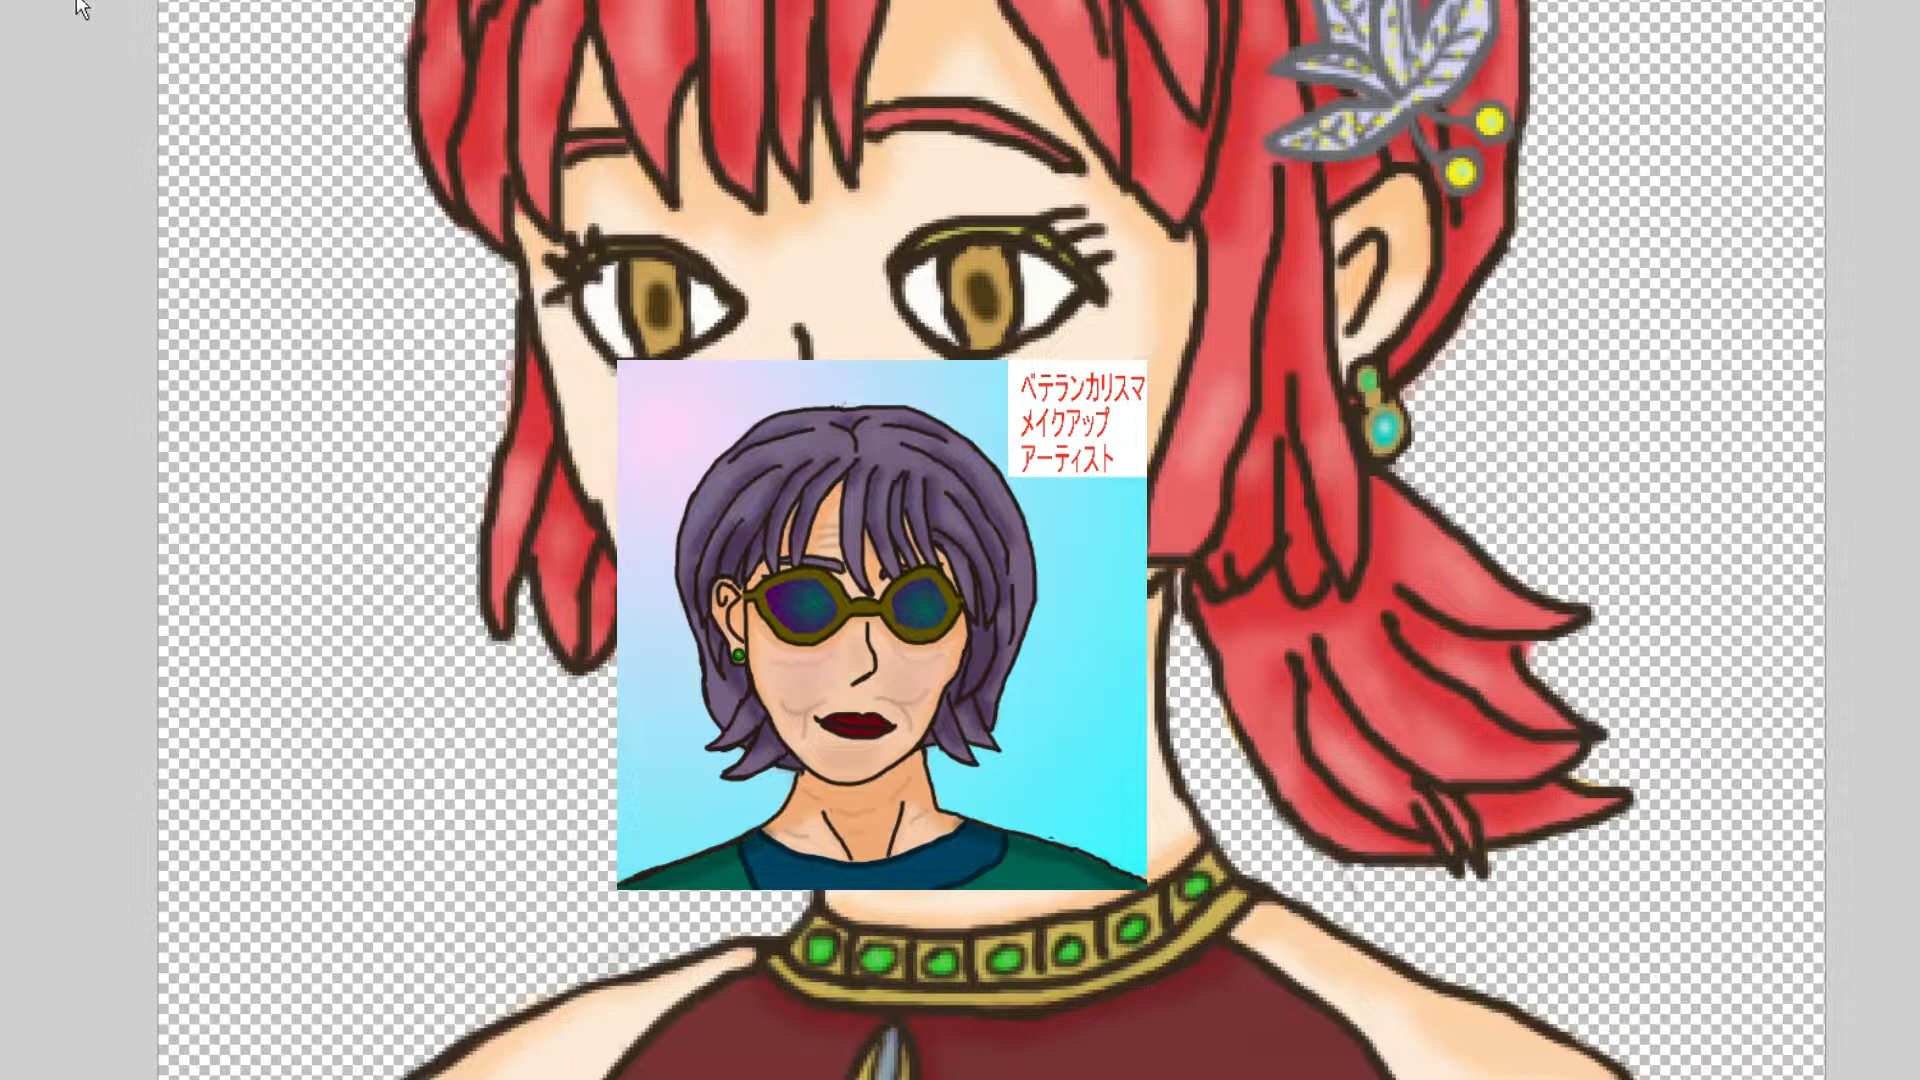 ベテランカリスマ
メイクアップ
アーティスト